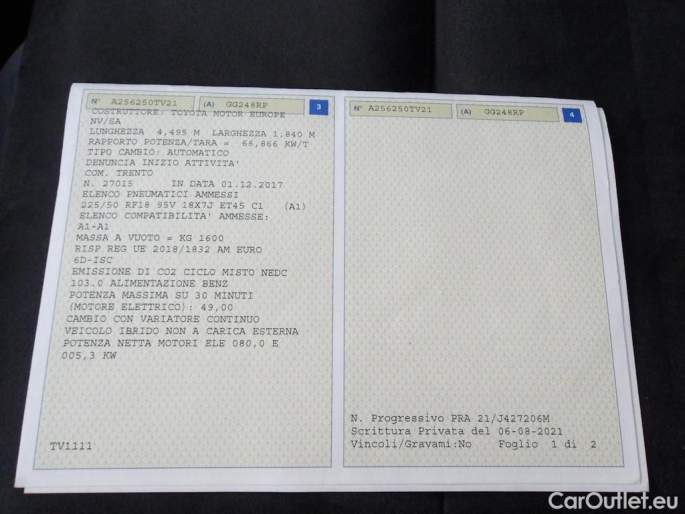 N° A256250TV21 (A) GG248RP 3
COSTRUTTORE: TOYOTA MOTOR EUROPE
NV/SA
LUNGHEZZA 4,495 M LARGHEZZA 1,840 M
RAPPORTO POTENZA/TARA = 66,866 KW/T
TIPO CAMBIO: AUTOMATICO
DENUNCIA INIZIO ATTIVITA'
COM. TRENTO
N. 27015 IN DATA 01.12.2017
ELENCO PNEUMATICI AMMESSI
225/50 RF18 95V 18X7J ET45 C1 (A1)
ELENCO COMPATIBILITA' AMMESSE:
A1-A1
MASSA A VUOTO = KG 1600
RISP REG UE 2018/1832 AM EURO
6D-ISC
EMISSIONE DI CO2 CICLO MISTO NEDC
103.0 ALIMENTAZIONE BENZ
POTENZA MASSIMA SU 30 MINUTI
(MOTORE ELETTRICO): 49,00
CAMBIO CON VARIATORE CONTINUO
VEICOLO IBRIDO NON A CARICA ESTERNA
POTENZA NETTA MOTORI ELE 080,0 E
005,3 KW
TV1111
N° A256250TV21 (A) GG248RP 4
N. Progressivo PRA 21/J427206M
Scrittura Privata del 06-08-2021
Vincoli/Gravami:No Foglio 1 di 2
CarOutlet.eu